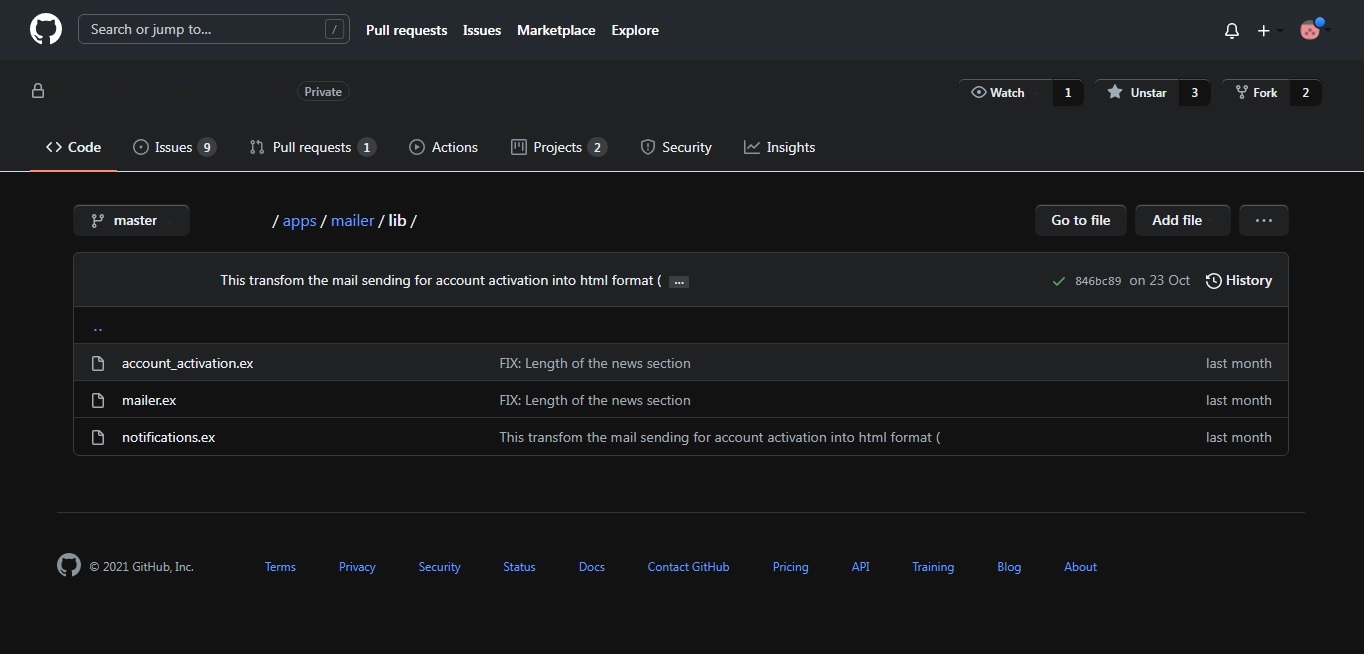 Search or jump to... / Pull requests Issues Marketplace Explore
Private Watch 1 Unstar 3 Fork 2
Code Issues 9 Pull requests 1 Actions Projects 2 Security Insights
master / apps / mailer / lib / Go to file Add file ...
This transfom the mail sending for account activation into html format ( ... 846bc89 on 23 Oct History
..
account_activation.ex FIX: Length of the news section last month
mailer.ex FIX: Length of the news section last month
notifications.ex This transfom the mail sending for account activation into html format ( last month
© 2021 GitHub, Inc. Terms Privacy Security Status Docs Contact GitHub Pricing API Training Blog About